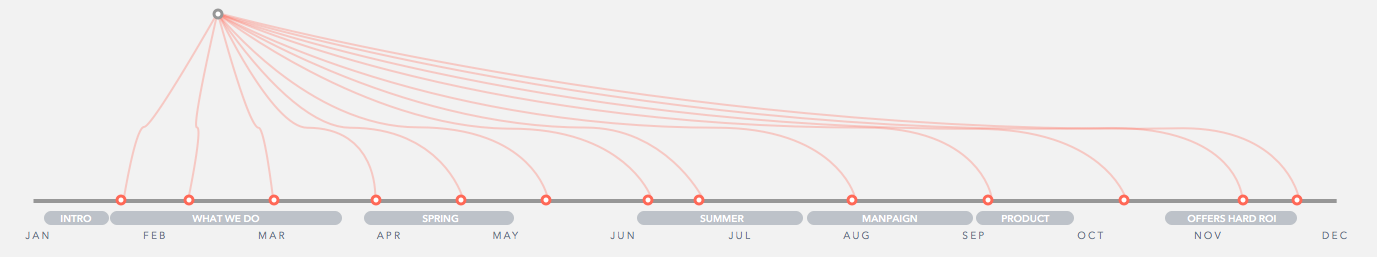 INTRO WHAT WE DO SPRING SUMMER MANPAIGN PRODUCT OFFERS HARD ROI
JAN FEB MAR APR MAY JUN JUL AUG SEP OCT NOV DEC